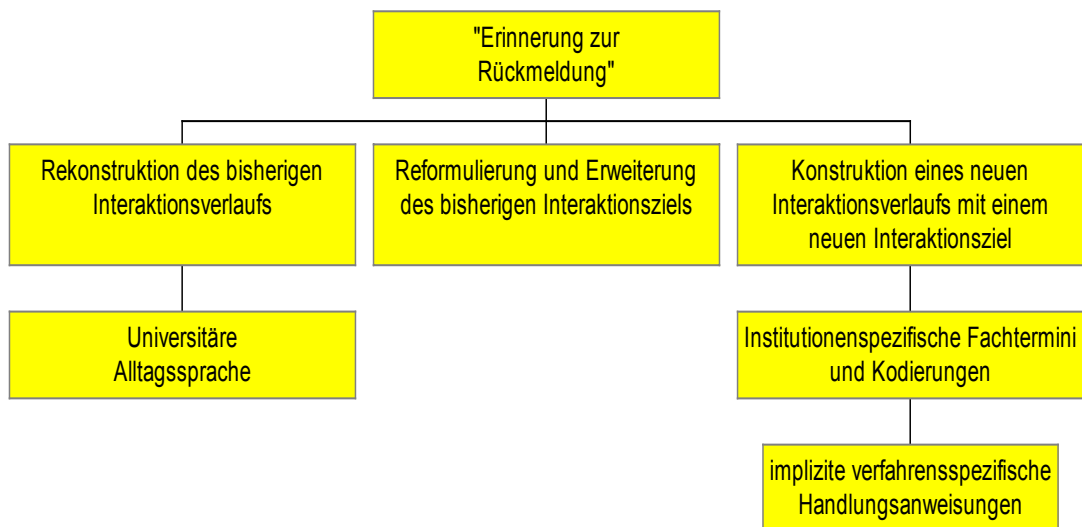 "Erinnerung zur
Rückmeldung"
Rekonstruktion des bisherigen
Interaktionsverlaufs
Reformulierung und Erweiterung
des bisherigen Interaktionsziels
Konstruktion eines neuen
Interaktionsverlaufs mit einem
neuen Interaktionsziel
Universitäre
Alltagssprache
Institutionenspezifische Fachtermini
und Kodierungen
implizite verfahrensspezifische
Handlungsanweisungen